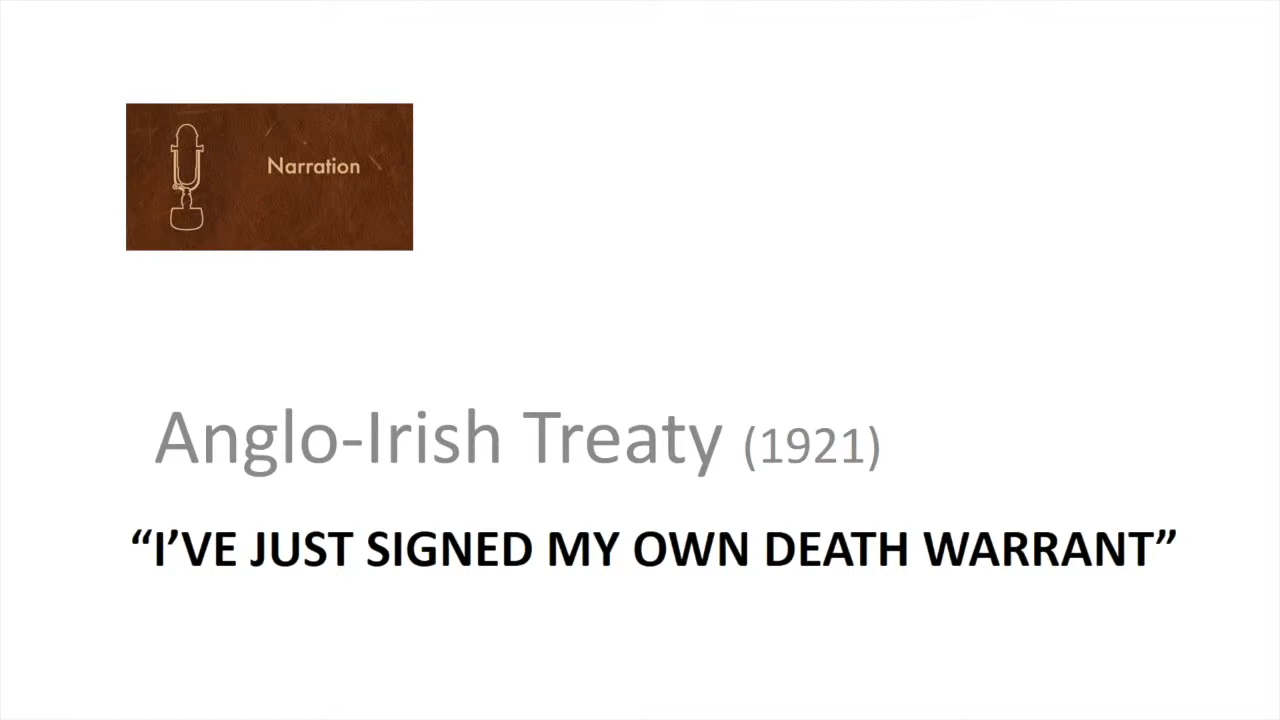 Narration
Anglo-Irish Treaty (1921)
“I’VE JUST SIGNED MY OWN DEATH WARRANT”